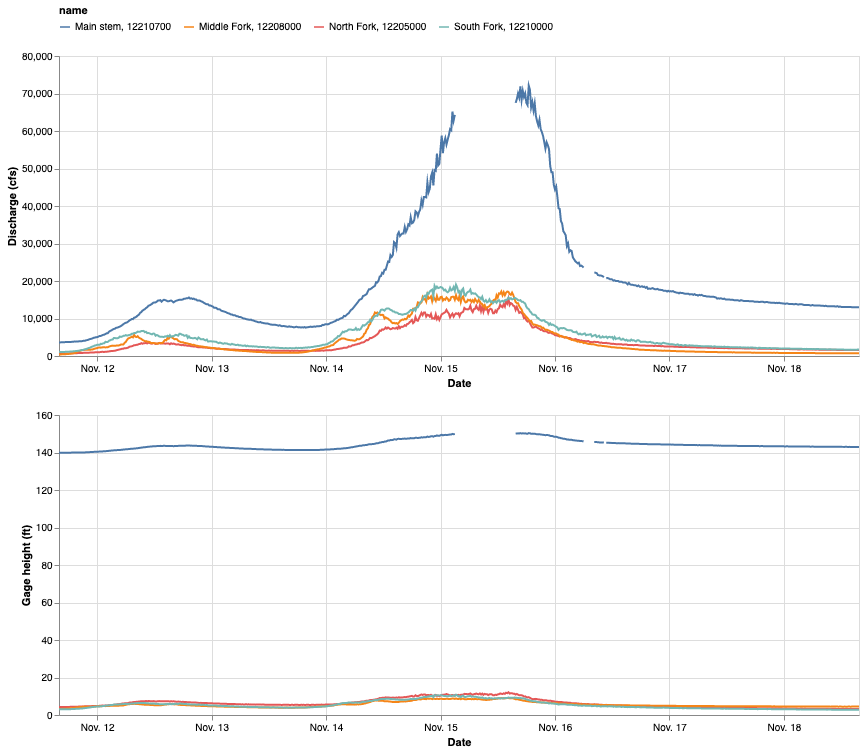 name
Main stem, 12210700 Middle Fork, 12208000 North Fork, 12205000 South Fork, 12210000
80,000
70,000
60,000
50,000
40,000
30,000
20,000
10,000
0
Discharge (cfs)
Nov. 12 Nov. 13 Nov. 14 Nov. 15 Nov. 16 Nov. 17 Nov. 18
Date
160
140
120
100
80
60
40
20
0
Gage height (ft)
Nov. 12 Nov. 13 Nov. 14 Nov. 15 Nov. 16 Nov. 17 Nov. 18
Date